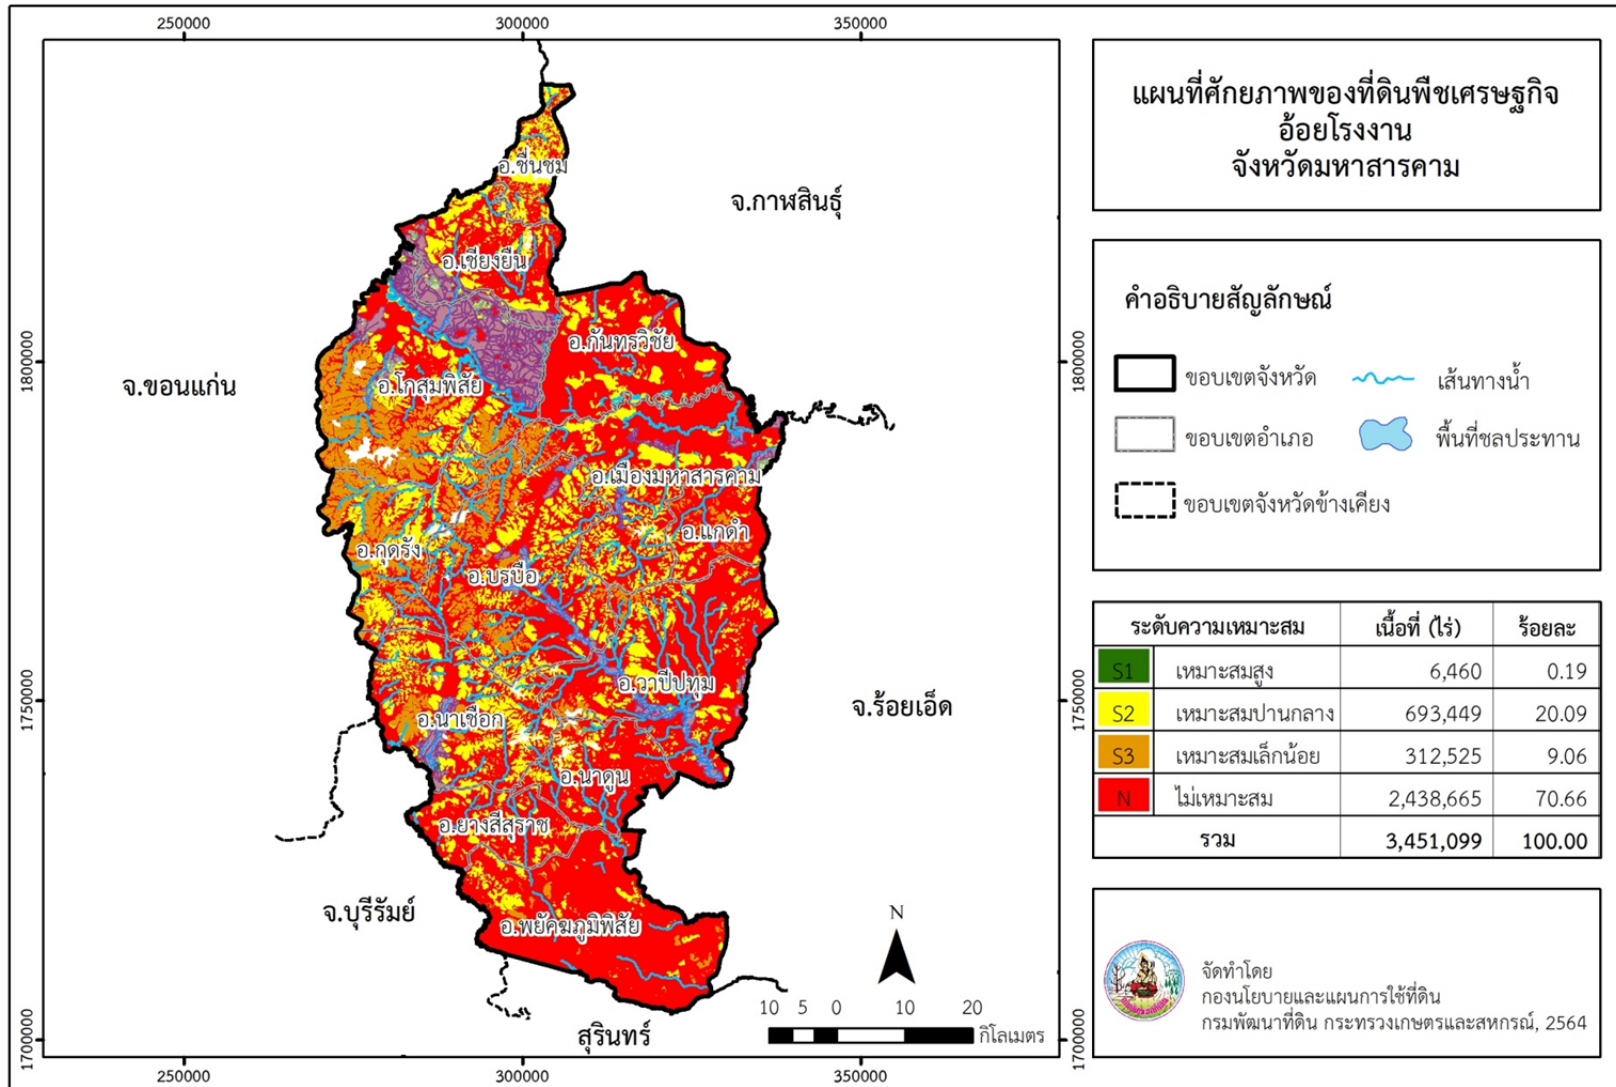 250000
300000
350000
แผนที่ศักยภาพของที่ดินพืชเศรษฐกิจ
อ้อยโรงงาน
จังหวัดมหาสารคาม
อ.ชื่นชม
จ.กาฬสินธุ์
อ.เชียงยืน
คำอธิบายสัญลักษณ์
1800000
อ.กันทรวิชัย
1800000
จ.ขอนแก่น
อ.โกสุมพิสัย
ขอบเขตจังหวัด
เส้นทางน้ำ
ขอบเขตอำเภอ
พื้นที่ชลประทาน
อ.เมืองมหาสารคาม
ขอบเขตจังหวัดข้างเคียง
อ.แกดำ
อ.กุดรัง
อ.บรบือ
ระดับความเหมาะสม เนื้อที่ (ไร่) ร้อยละ
S1 เหมาะสมสูง 6,460 0.19
S2 เหมาะสมปานกลาง 693,449 20.09
S3 เหมาะสมเล็กน้อย 312,525 9.06
N ไม่เหมาะสม 2,438,665 70.66
รวม 3,451,099 100.00
1750000
อ.วาปีปทุม
1750000
จ.ร้อยเอ็ด
อ.นาเชือก
อ.นาดูน
อ.ยางสีสุราช
จ.บุรีรัมย์
อ.พยัคฆภูมิพิสัย
N
จัดทำโดย
กองนโยบายและแผนการใช้ที่ดิน
กรมพัฒนาที่ดิน กระทรวงเกษตรและสหกรณ์, 2564
10 5 0 10 20
กิโลเมตร
สุรินทร์
1700000
1700000
250000
300000
350000